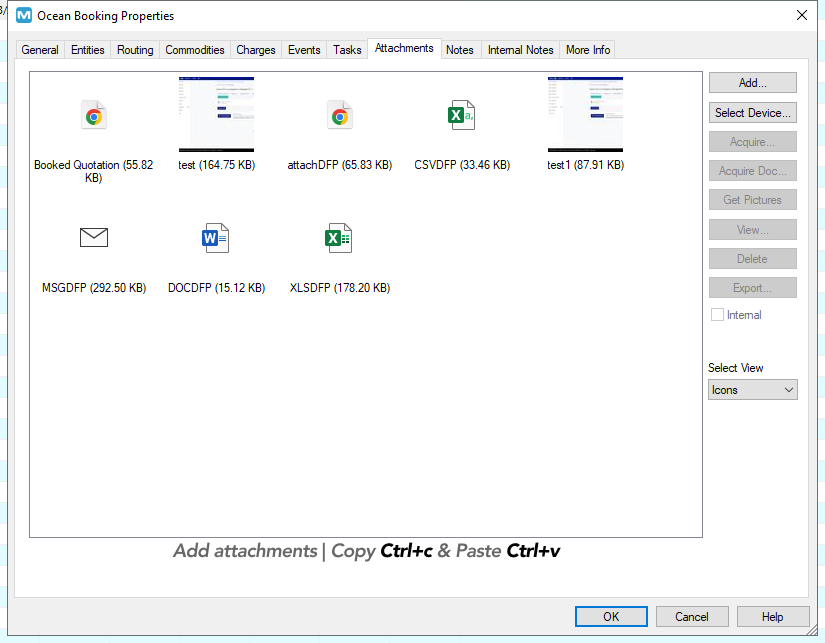 Ocean Booking Properties
General Entities Routing Commodities Charges Events Tasks Attachments Notes Internal Notes More Info
Booked Quotation (55.82 KB)
test (164.75 KB)
attachDFP (65.83 KB)
CSVDFP (33.46 KB)
test1 (87.91 KB)
MSGDFP (292.50 KB)
DOCDFP (15.12 KB)
XLSDFP (178.20 KB)
Add...
Select Device...
Acquire...
Acquire Doc...
Get Pictures
View...
Delete
Export...
Internal
Select View
Icons
Add attachments | Copy Ctrl+c & Paste Ctrl+v
OK Cancel Help